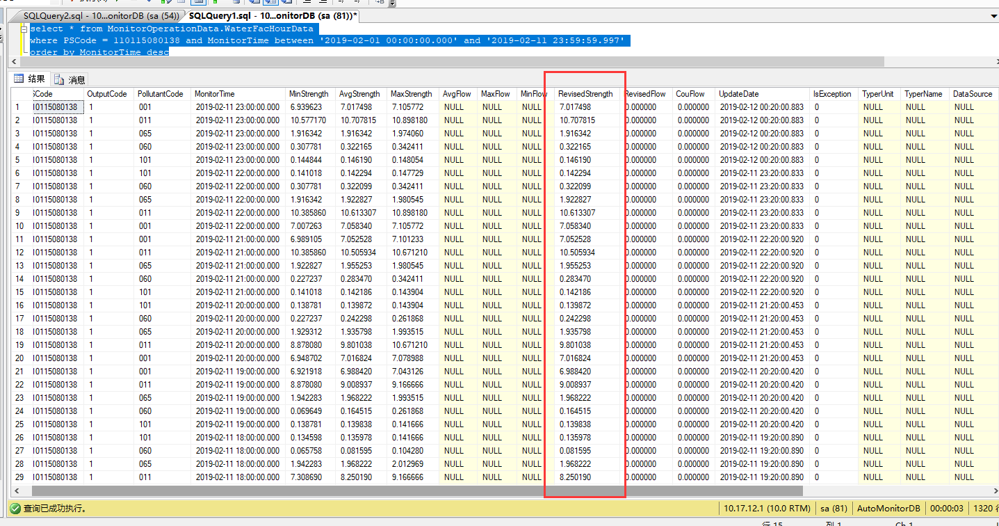 SQLQuery2.sql - 10...onitorDB (sa (54)) SQLQuery1.sql - 10...onitorDB (sa (81))*
select * from MonitorOperationData.WaterFacHourData
where PSCode = 110115080138 and MonitorTime between '2019-02-01 00:00:00.000' and '2019-02-11 23:59:59.997'
order by MonitorTime desc
结果 消息
Code OutputCode PollutantCode MonitorTime MinStrength AvgStrength MaxStrength AvgFlow MaxFlow MinFlow RevisedStrength RevisedFlow CouFlow UpdateDate IsException TyperUnit TyperName DataSource
1 10115080138 1 001 2019-02-11 23:00:00.000 6.939623 7.017498 7.105772 NULL NULL NULL 7.017498 0.000000 0.000000 2019-02-12 00:20:00.883 0 NULL NULL NULL
2 10115080138 1 011 2019-02-11 23:00:00.000 10.577170 10.707815 10.898180 NULL NULL NULL 10.707815 0.000000 0.000000 2019-02-12 00:20:00.883 0 NULL NULL NULL
3 10115080138 1 065 2019-02-11 23:00:00.000 1.916342 1.916342 1.974060 NULL NULL NULL 1.916342 0.000000 0.000000 2019-02-12 00:20:00.883 0 NULL NULL NULL
4 10115080138 1 060 2019-02-11 23:00:00.000 0.307781 0.322165 0.342411 NULL NULL NULL 0.322165 0.000000 0.000000 2019-02-12 00:20:00.883 0 NULL NULL NULL
5 10115080138 1 101 2019-02-11 23:00:00.000 0.144844 0.146190 0.148054 NULL NULL NULL 0.146190 0.000000 0.000000 2019-02-12 00:20:00.883 0 NULL NULL NULL
6 10115080138 1 101 2019-02-11 22:00:00.000 0.141018 0.142294 0.147729 NULL NULL NULL 0.142294 0.000000 0.000000 2019-02-11 23:20:00.833 0 NULL NULL NULL
7 10115080138 1 060 2019-02-11 22:00:00.000 0.307781 0.322099 0.342411 NULL NULL NULL 0.322099 0.000000 0.000000 2019-02-11 23:20:00.833 0 NULL NULL NULL
8 10115080138 1 065 2019-02-11 22:00:00.000 1.916342 1.922827 1.980545 NULL NULL NULL 1.922827 0.000000 0.000000 2019-02-11 23:20:00.833 0 NULL NULL NULL
9 10115080138 1 011 2019-02-11 22:00:00.000 10.385860 10.613307 10.898180 NULL NULL NULL 10.613307 0.000000 0.000000 2019-02-11 23:20:00.833 0 NULL NULL NULL
10 10115080138 1 001 2019-02-11 22:00:00.000 7.007263 7.058340 7.105772 NULL NULL NULL 7.058340 0.000000 0.000000 2019-02-11 23:20:00.833 0 NULL NULL NULL
11 10115080138 1 001 2019-02-11 21:00:00.000 6.989105 7.052528 7.101233 NULL NULL NULL 7.052528 0.000000 0.000000 2019-02-11 22:20:00.920 0 NULL NULL NULL
12 10115080138 1 011 2019-02-11 21:00:00.000 10.385860 10.505934 10.671210 NULL NULL NULL 10.505934 0.000000 0.000000 2019-02-11 22:20:00.920 0 NULL NULL NULL
13 10115080138 1 065 2019-02-11 21:00:00.000 1.922827 1.955253 1.980545 NULL NULL NULL 1.955253 0.000000 0.000000 2019-02-11 22:20:00.920 0 NULL NULL NULL
14 10115080138 1 060 2019-02-11 21:00:00.000 0.227237 0.283470 0.342411 NULL NULL NULL 0.283470 0.000000 0.000000 2019-02-11 22:20:00.920 0 NULL NULL NULL
15 10115080138 1 101 2019-02-11 21:00:00.000 0.141018 0.142186 0.143904 NULL NULL NULL 0.142186 0.000000 0.000000 2019-02-11 22:20:00.920 0 NULL NULL NULL
16 10115080138 1 101 2019-02-11 20:00:00.000 0.138781 0.139872 0.143904 NULL NULL NULL 0.139872 0.000000 0.000000 2019-02-11 21:20:00.453 0 NULL NULL NULL
17 10115080138 1 060 2019-02-11 20:00:00.000 0.227237 0.242298 0.261868 NULL NULL NULL 0.242298 0.000000 0.000000 2019-02-11 21:20:00.453 0 NULL NULL NULL
18 10115080138 1 065 2019-02-11 20:00:00.000 1.929312 1.935798 1.993515 NULL NULL NULL 1.935798 0.000000 0.000000 2019-02-11 21:20:00.453 0 NULL NULL NULL
19 10115080138 1 011 2019-02-11 20:00:00.000 8.878080 9.801038 10.671210 NULL NULL NULL 9.801038 0.000000 0.000000 2019-02-11 21:20:00.453 0 NULL NULL NULL
20 10115080138 1 001 2019-02-11 20:00:00.000 6.948702 7.016824 7.078988 NULL NULL NULL 7.016824 0.000000 0.000000 2019-02-11 21:20:00.453 0 NULL NULL NULL
21 10115080138 1 001 2019-02-11 19:00:00.000 6.921918 6.988420 7.043126 NULL NULL NULL 6.988420 0.000000 0.000000 2019-02-11 20:20:00.420 0 NULL NULL NULL
22 10115080138 1 011 2019-02-11 19:00:00.000 8.878080 9.008937 9.166666 NULL NULL NULL 9.008937 0.000000 0.000000 2019-02-11 20:20:00.420 0 NULL NULL NULL
23 10115080138 1 065 2019-02-11 19:00:00.000 1.942283 1.968222 1.993515 NULL NULL NULL 1.968222 0.000000 0.000000 2019-02-11 20:20:00.420 0 NULL NULL NULL
24 10115080138 1 060 2019-02-11 19:00:00.000 0.069649 0.164515 0.261868 NULL NULL NULL 0.164515 0.000000 0.000000 2019-02-11 20:20:00.420 0 NULL NULL NULL
25 10115080138 1 101 2019-02-11 19:00:00.000 0.138781 0.139838 0.141666 NULL NULL NULL 0.139838 0.000000 0.000000 2019-02-11 20:20:00.420 0 NULL NULL NULL
26 10115080138 1 101 2019-02-11 18:00:00.000 0.134598 0.135978 0.141666 NULL NULL NULL 0.135978 0.000000 0.000000 2019-02-11 19:20:00.890 0 NULL NULL NULL
27 10115080138 1 060 2019-02-11 18:00:00.000 0.065758 0.081595 0.104280 NULL NULL NULL 0.081595 0.000000 0.000000 2019-02-11 19:20:00.890 0 NULL NULL NULL
28 10115080138 1 065 2019-02-11 18:00:00.000 1.942283 1.968222 2.012969 NULL NULL NULL 1.968222 0.000000 0.000000 2019-02-11 19:20:00.890 0 NULL NULL NULL
29 10115080138 1 011 2019-02-11 18:00:00.000 7.308690 8.250190 9.166666 NULL NULL NULL 8.250190 0.000000 0.000000 2019-02-11 19:20:00.890 0 NULL NULL NULL
查询已成功执行。 10.17.12.1 (10.0 RTM) sa (81) AutoMonitorDB 00:00:03 1320
行 15 列 1 Ch 1